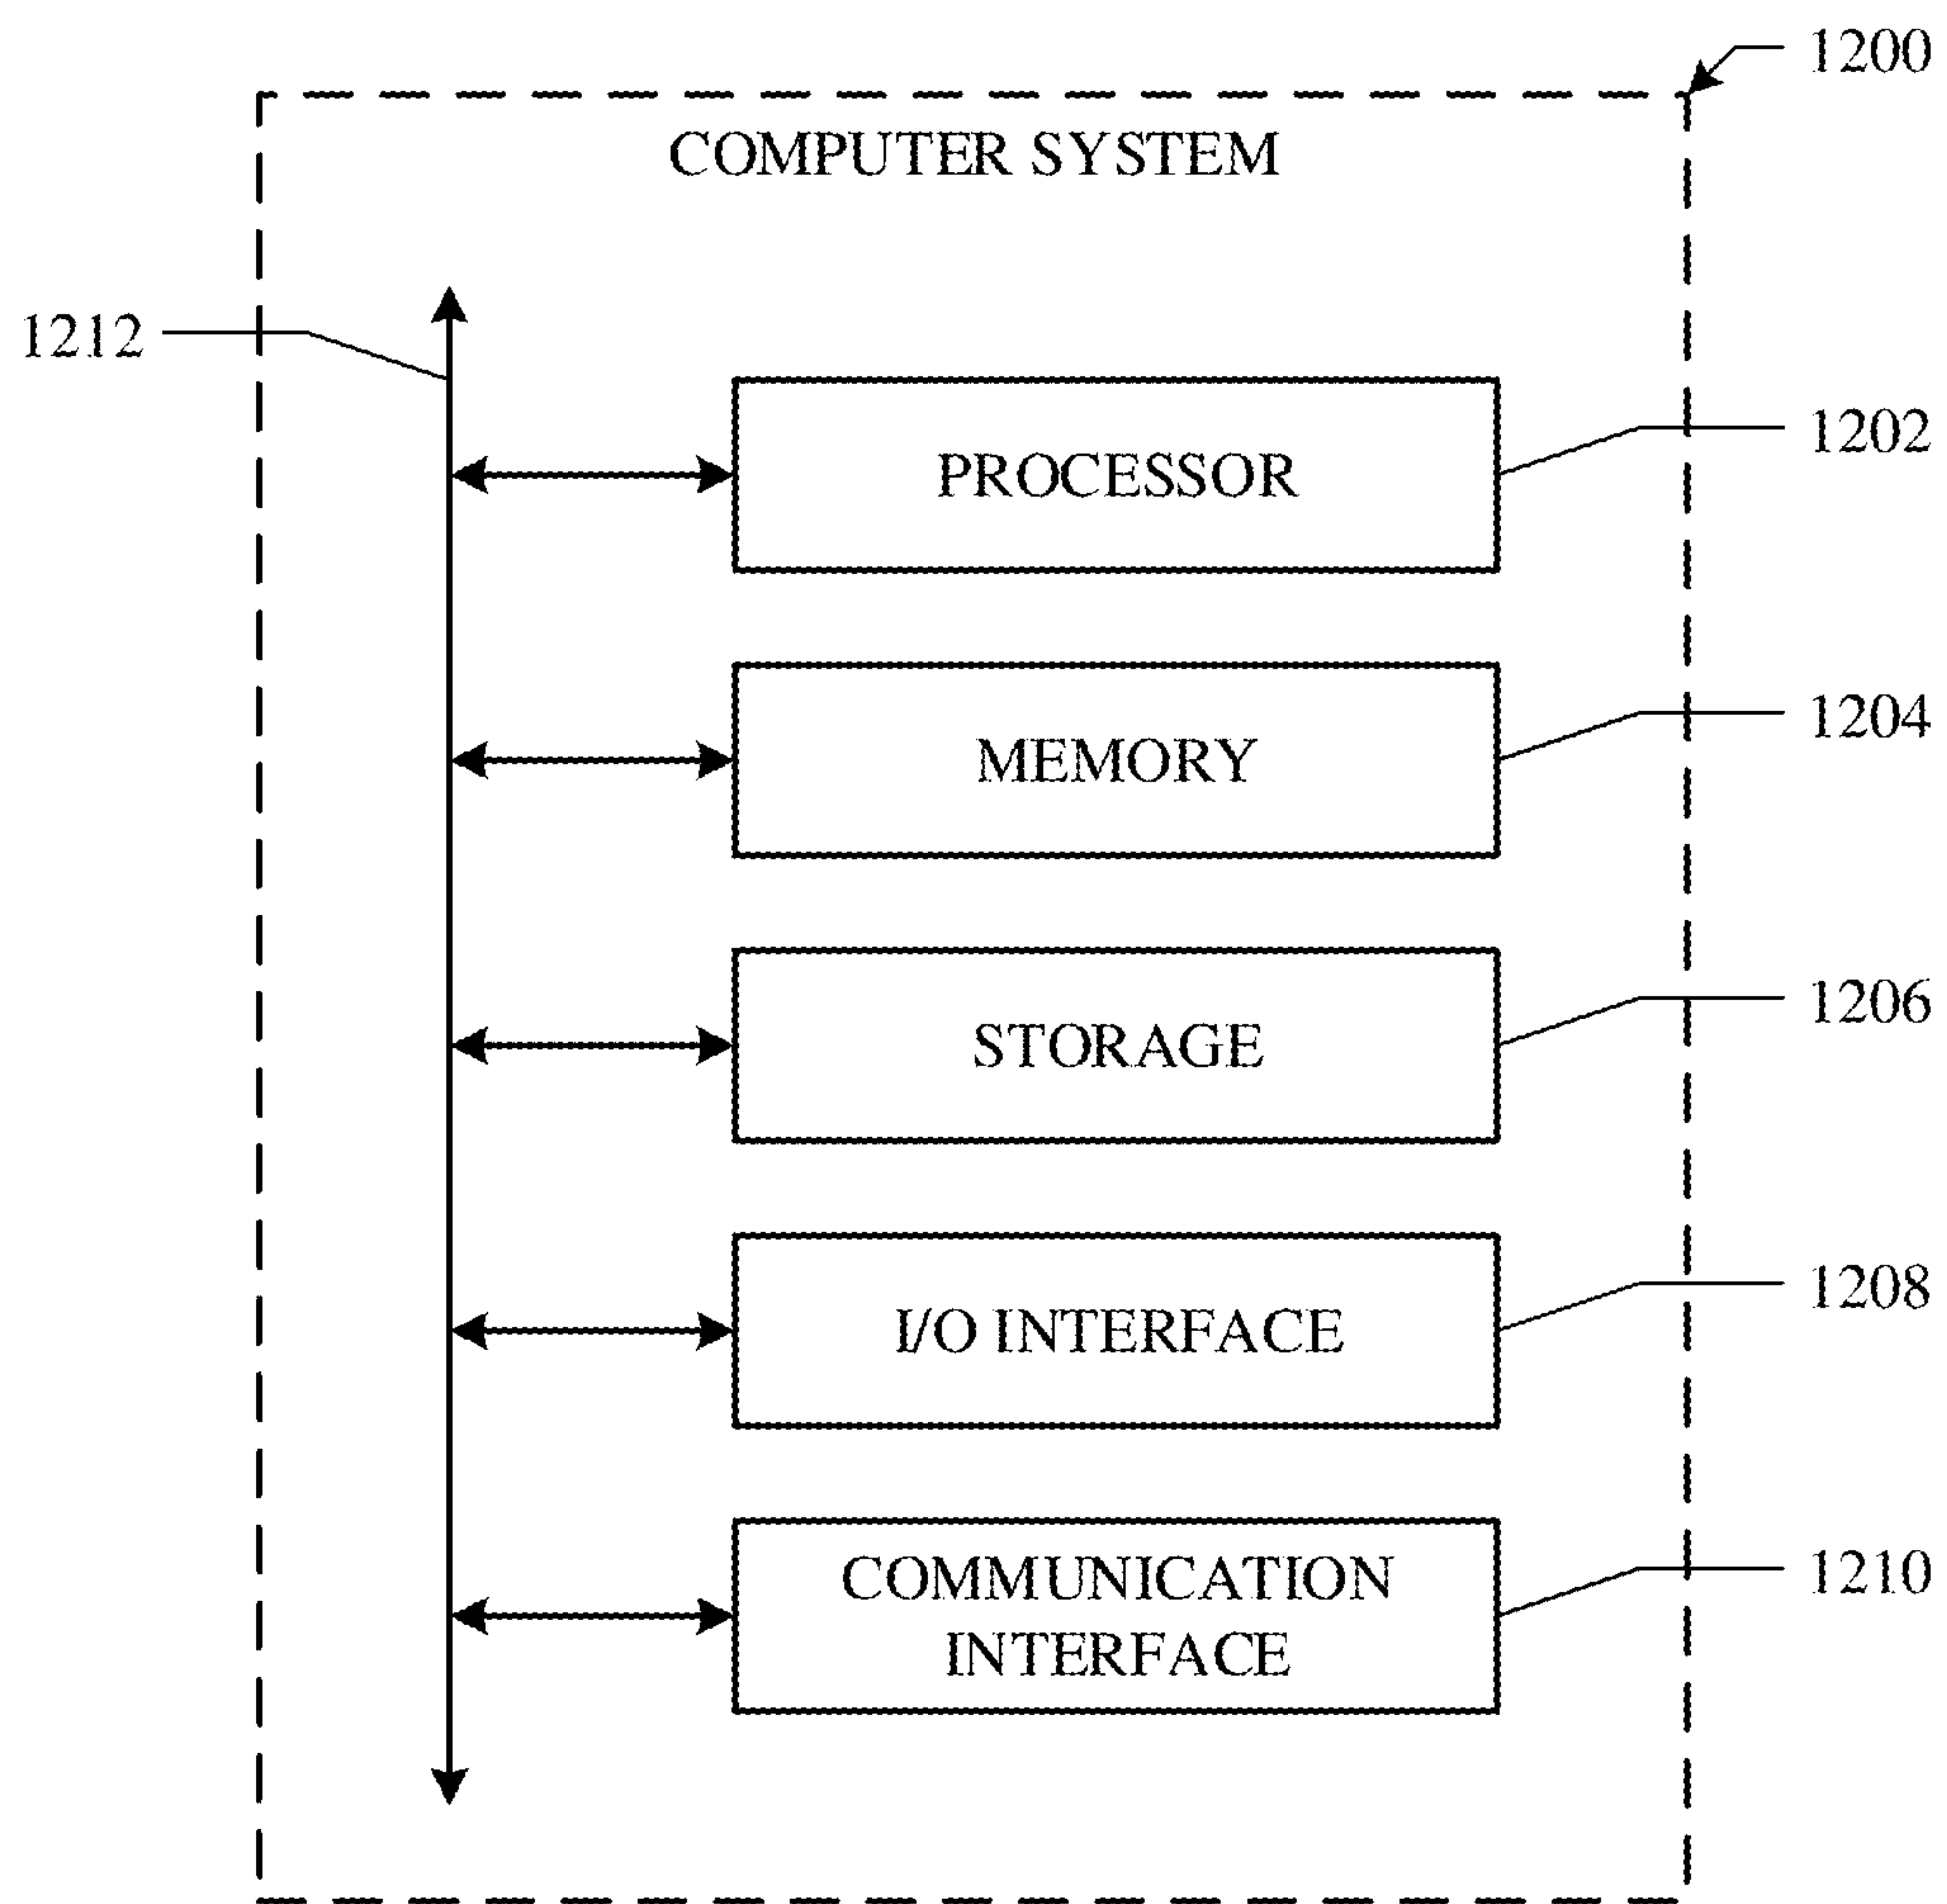 1200
COMPUTER SYSTEM
1212
PROCESSOR
1202
MEMORY
1204
STORAGE
1206
I/O INTERFACE
1208
COMMUNICATION
INTERFACE
1210